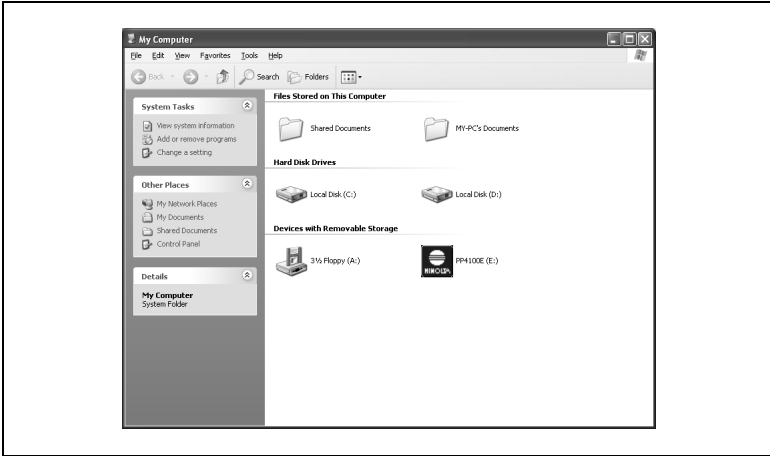 My Computer
File Edit View Favorites Tools Help
Back Search Folders
Files Stored on This Computer
Shared Documents MY-PC's Documents
Hard Disk Drives
Local Disk (C:) Local Disk (D:)
Devices with Removable Storage
3½ Floppy (A:) MINOLTA PP4100E (E:)
System Tasks
View system information
Add or remove programs
Change a setting
Other Places
My Network Places
My Documents
Shared Documents
Control Panel
Details
My Computer
System Folder